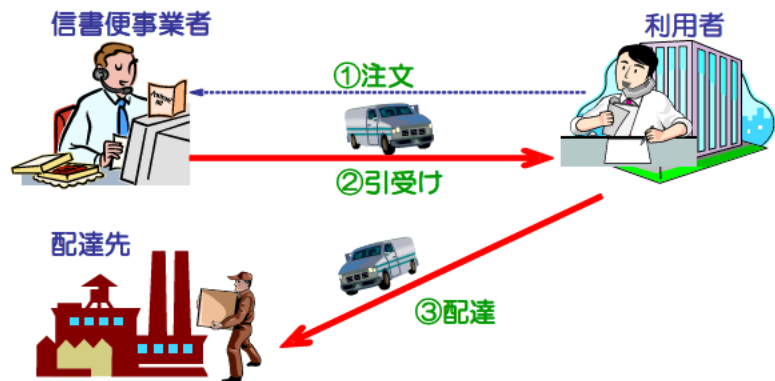 信書便事業者
利用者
①注文
②引受け
配達先
③配達